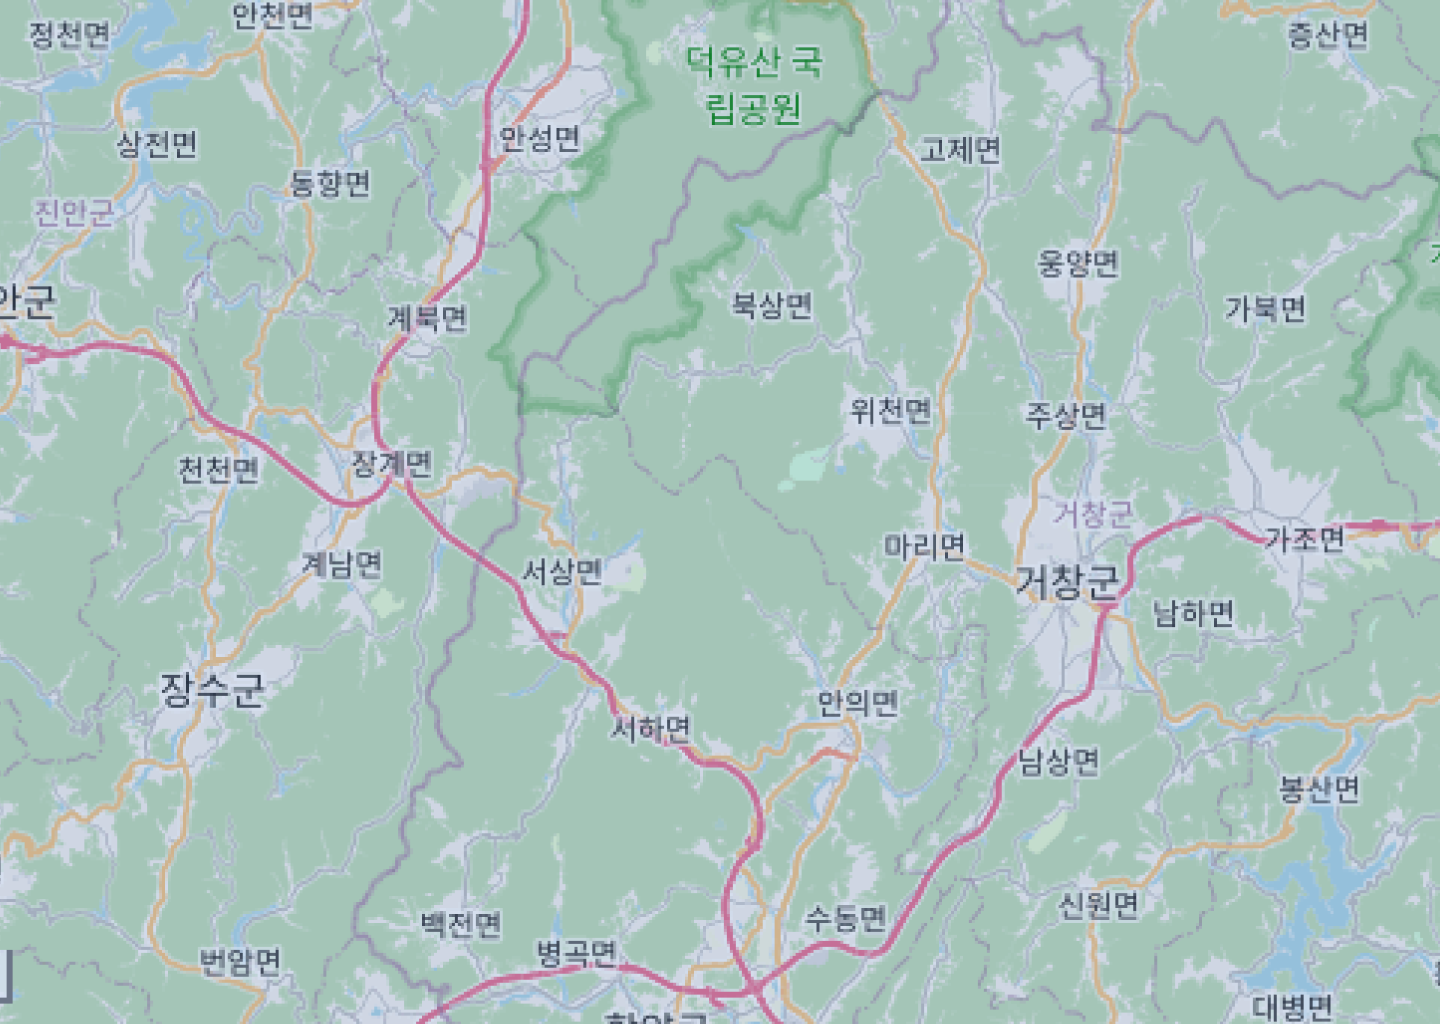 안천면
정천면
증산면
덕유산 국
립공원
안성면
상전면
고제면
동향면
진안군
웅양면
안군
북상면
가북면
계북면
위천면
주상면
장계면
천천면
거창군
가조면
마리면
계남면
서상면
거창군
남하면
장수군
안의면
서하면
남상면
봉산면
신원면
수동면
백전면
병곡면
번암면
대병면